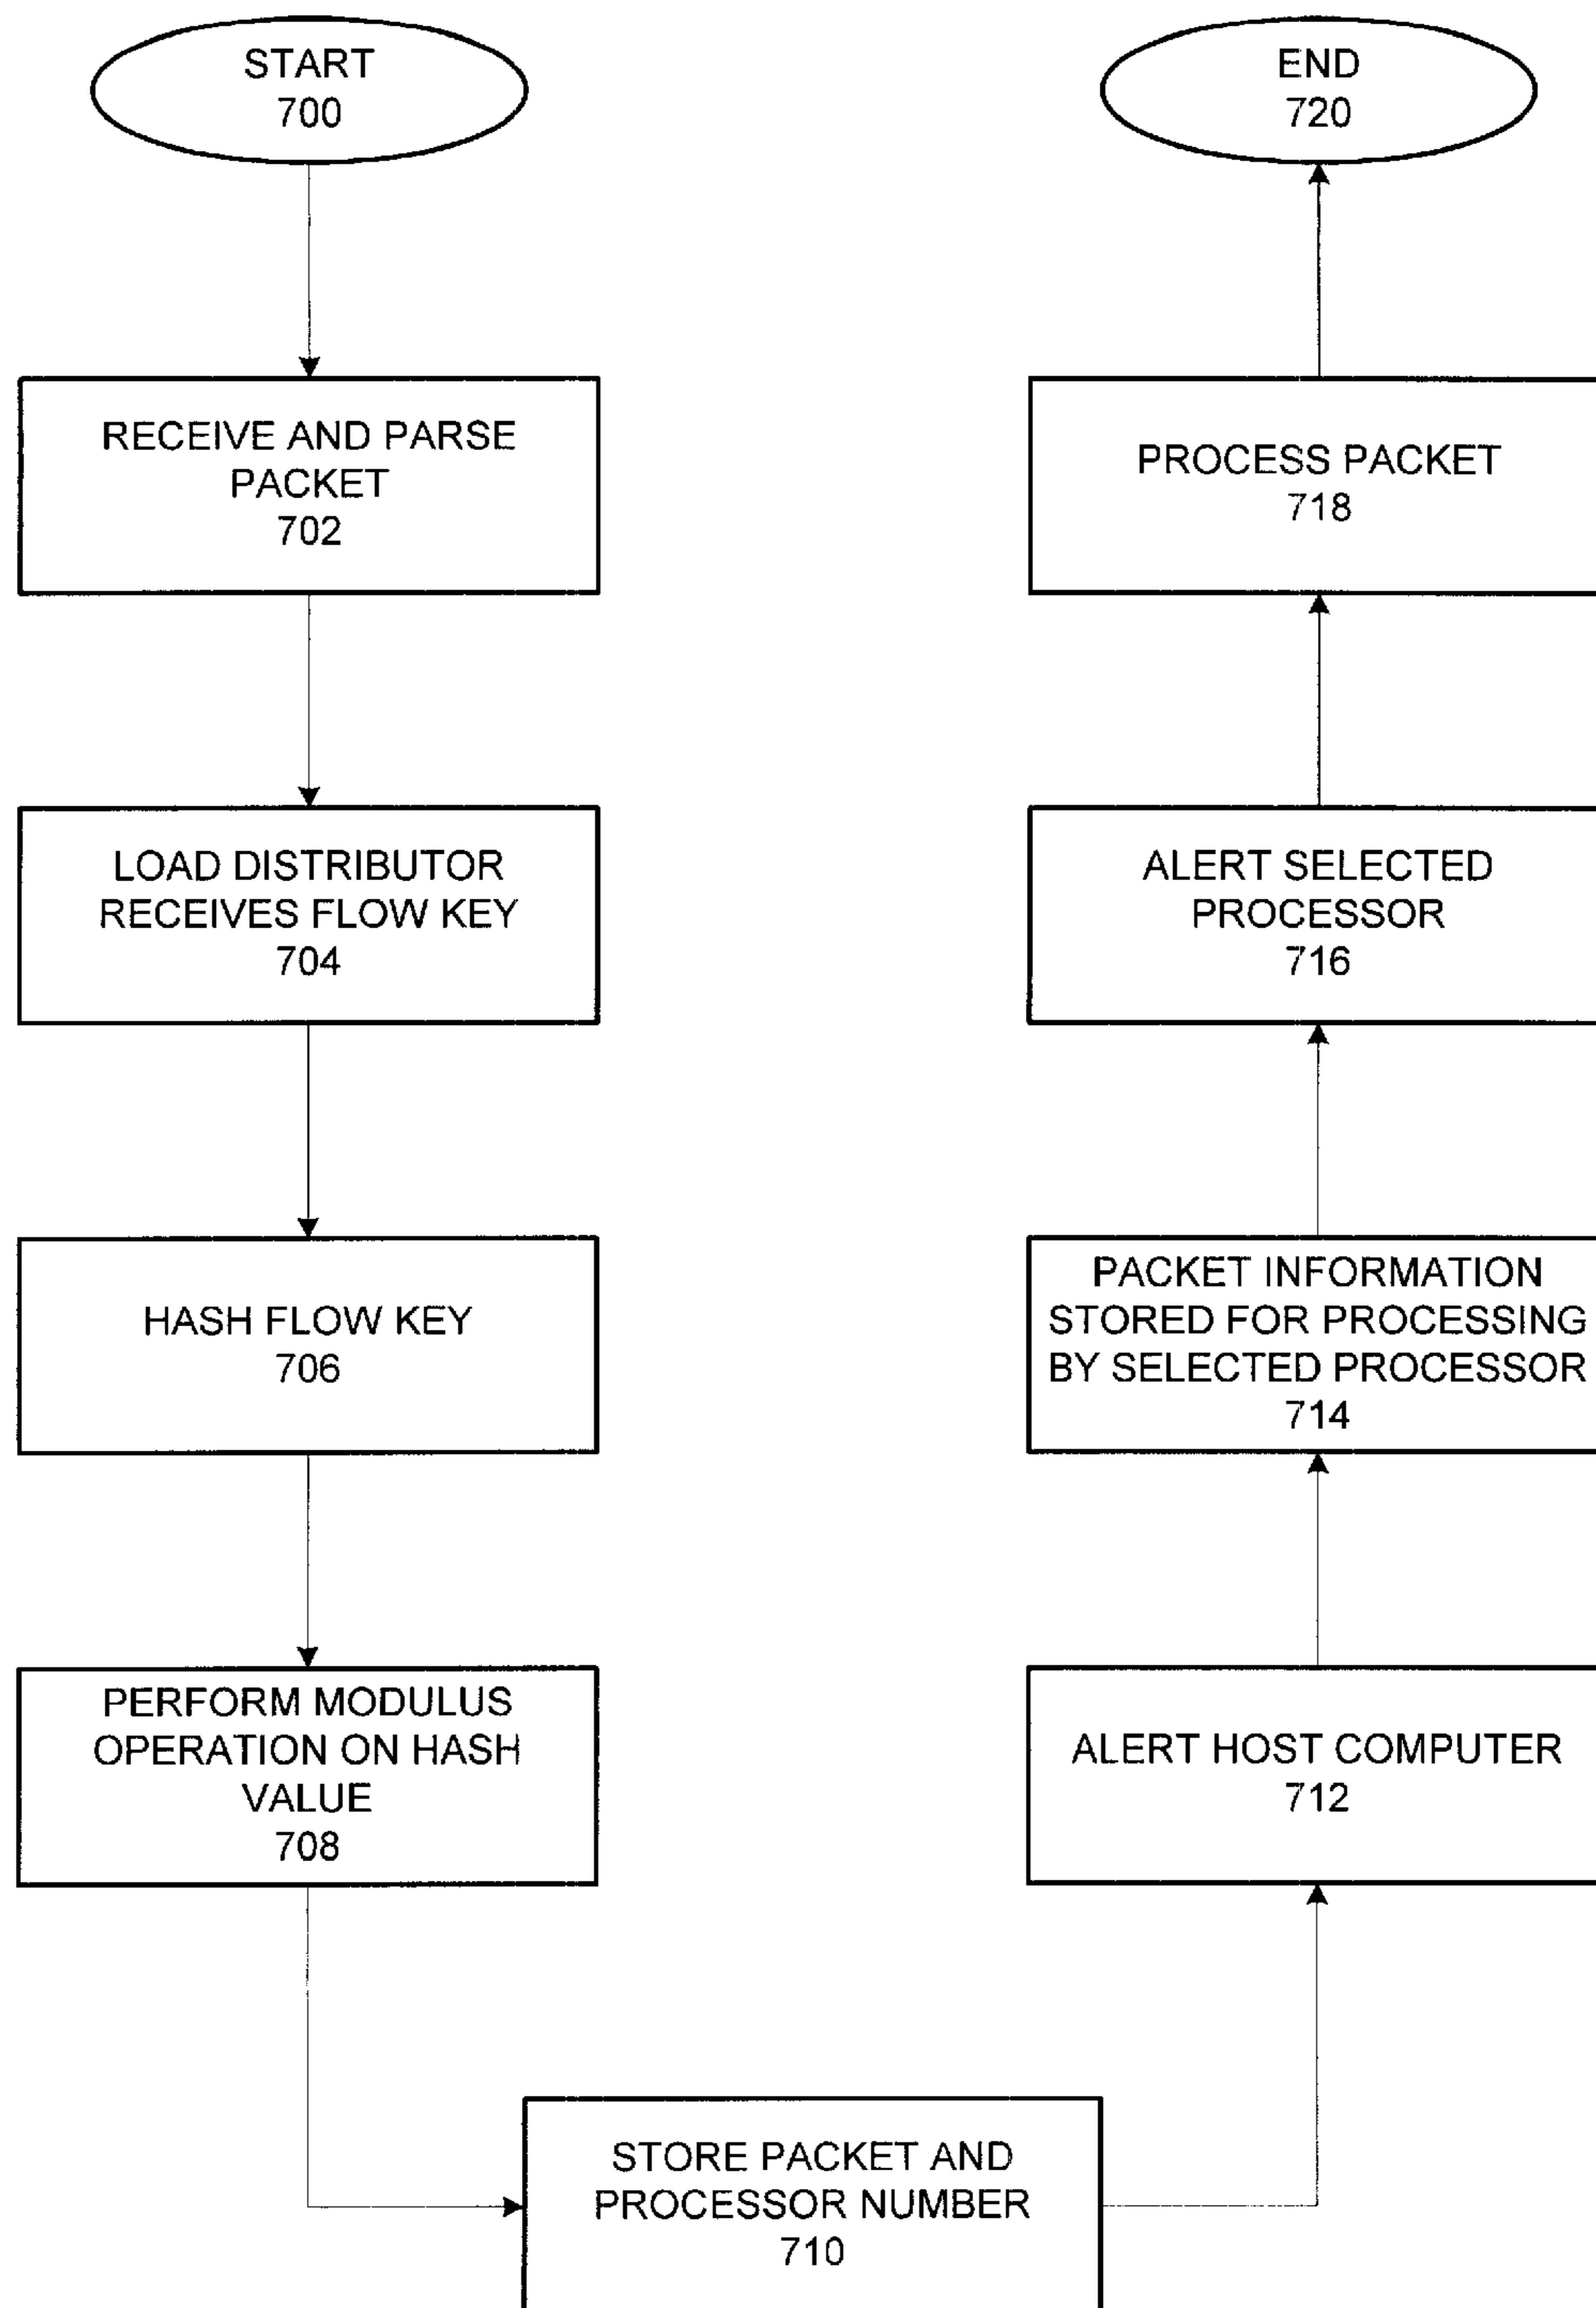 START
700
RECEIVE AND PARSE
PACKET
702
LOAD DISTRIBUTOR
RECEIVES FLOW KEY
704
HASH FLOW KEY
706
PERFORM MODULUS
OPERATION ON HASH
VALUE
708
STORE PACKET AND
PROCESSOR NUMBER
710
ALERT HOST COMPUTER
712
PACKET INFORMATION
STORED FOR PROCESSING
BY SELECTED PROCESSOR
714
ALERT SELECTED
PROCESSOR
716
PROCESS PACKET
718
END
720